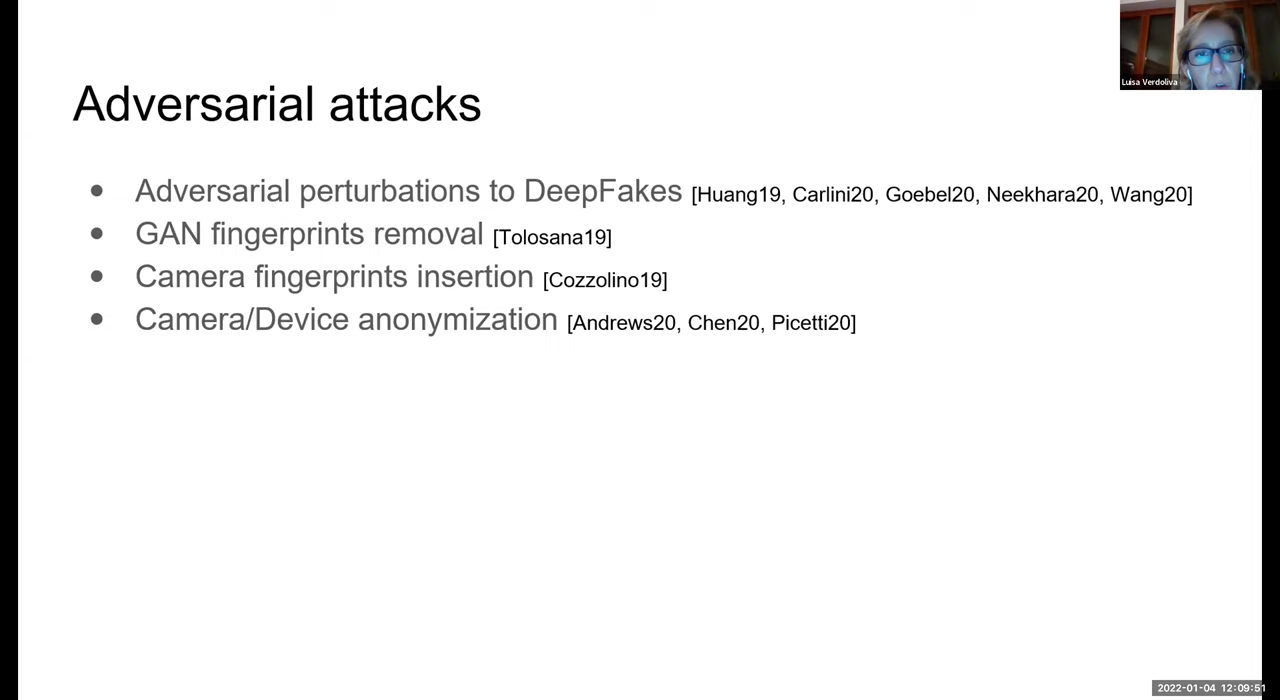 Luisa Verdoliva
Adversarial attacks
• Adversarial perturbations to DeepFakes [Huang19, Carlini20, Goebel20, Neekhara20, Wang20]
• GAN fingerprints removal [Tolosana19]
• Camera fingerprints insertion [Cozzolino19]
• Camera/Device anonymization [Andrews20, Chen20, Picetti20]
2022-01-04 12:09:51